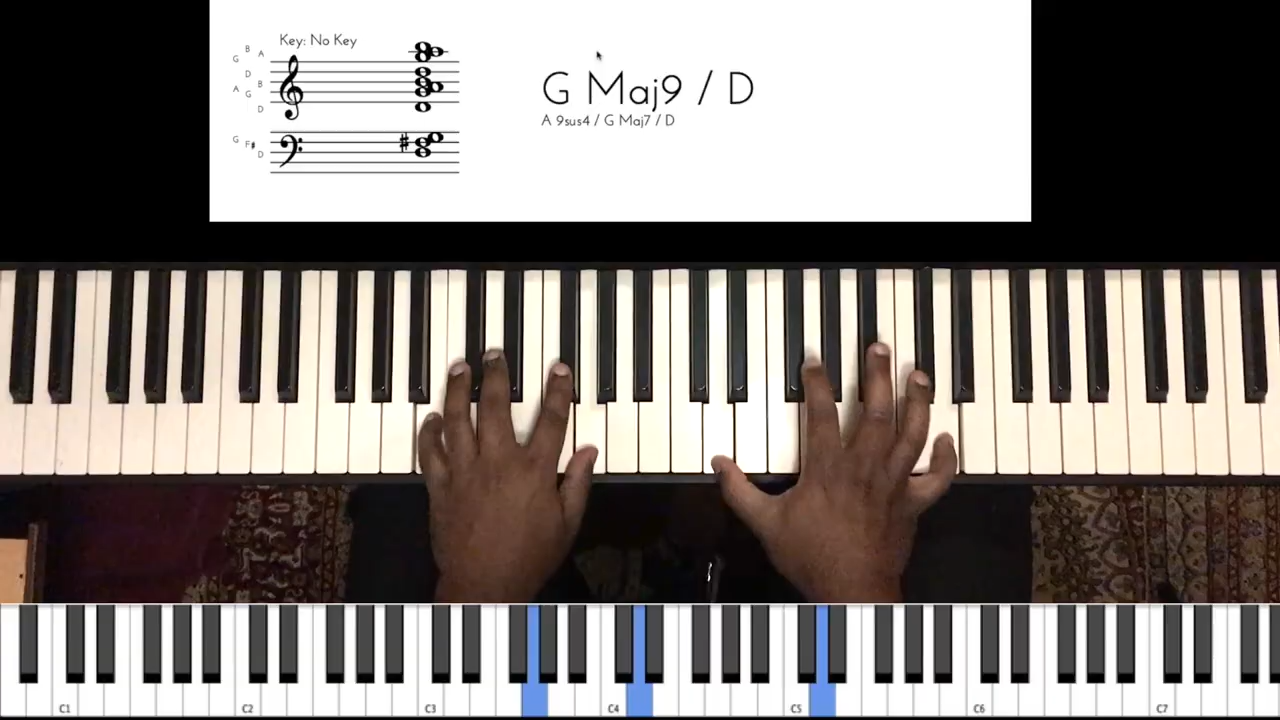 Key: No Key
B
A
G
D
B
A
G
D
G
F#
D
G Maj9 / D
A 9sus4 / G Maj7 / D
C1 C2 C3 C4 C5 C6 C7